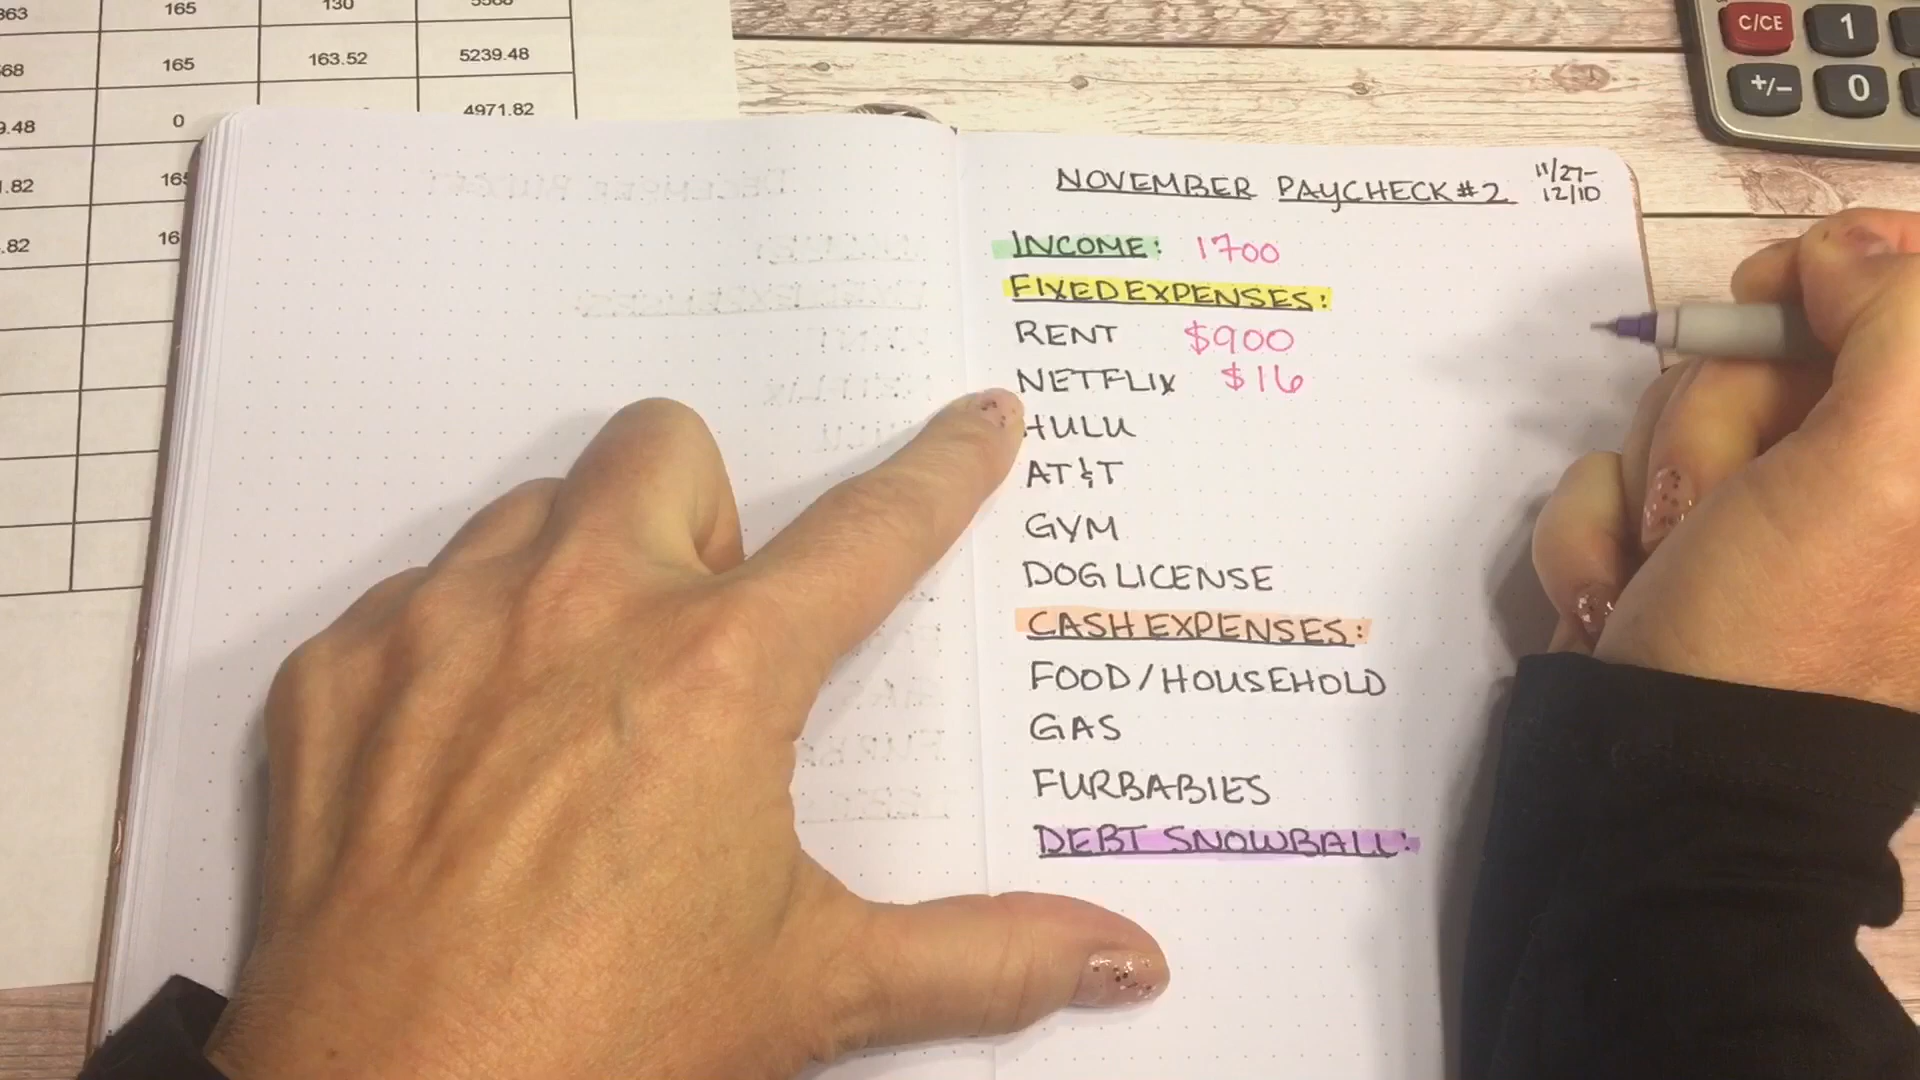 165
130
165
163.52
5239.48
0
4971.82
C/CE
1
+/−
0
NOVEMBER PAYCHECK #2
11/27-
12/10
INCOME: 1700
FIXED EXPENSES:
RENT $900
NETFLIX $16
HULU
AT&T
GYM
DOG LICENSE
CASH EXPENSES:
FOOD/HOUSEHOLD
GAS
FURBABIES
DEBT SNOWBALL: